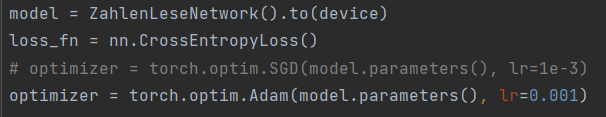 model = ZahlenLeseNetwork().to(device)
loss_fn = nn.CrossEntropyLoss()
# optimizer = torch.optim.SGD(model.parameters(), lr=1e-3)
optimizer = torch.optim.Adam(model.parameters(), lr=0.001)